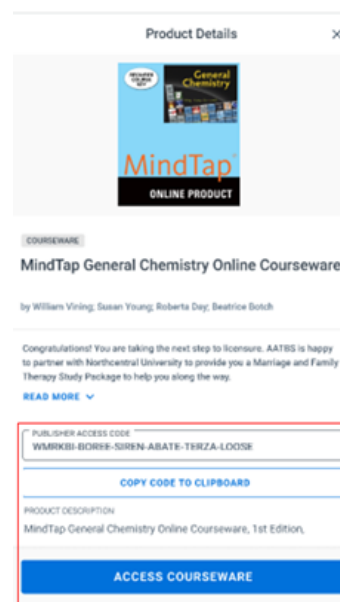 Product Details
General
Chemistry
MindTap
ONLINE PRODUCT
COURSEWARE
MindTap General Chemistry Online Courseware
by William Vining; Susan Young; Roberta Day; Beatrice Botch
Congratulations! You are taking the next step to licensure. AATBS is happy
to partner with Northcentral University to provide you a Marriage and Family
Therapy Study Package to help you along the way.
READ MORE
PUBLISHER ACCESS CODE
WMRKBI-BOREE-SIREN-ABATE-TERZA-LOOSE
COPY CODE TO CLIPBOARD
PRODUCT DESCRIPTION
MindTap General Chemistry Online Courseware, 1st Edition,
ACCESS COURSEWARE